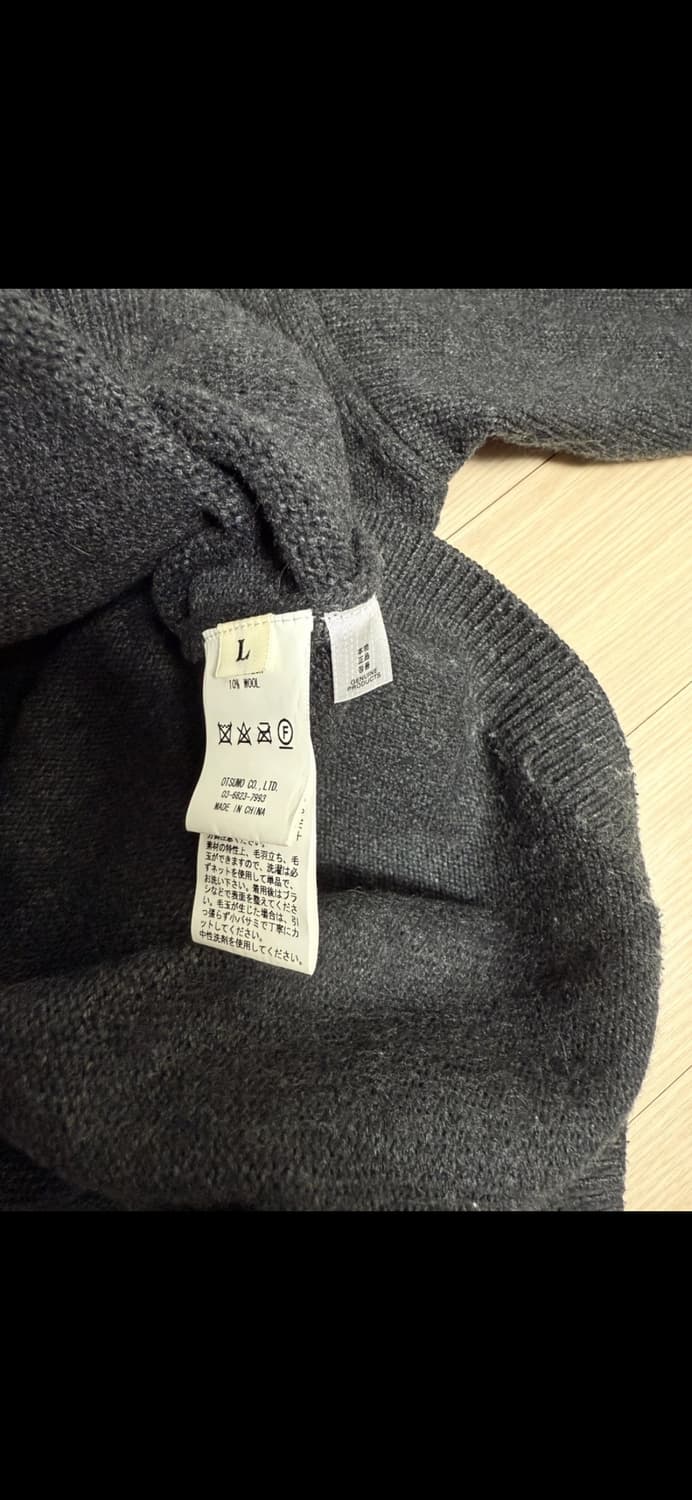 L
10% WOOL
F
OTSUMO CO.,LTD.
03-6823-7993
MADE IN CHINA
素材の特性上、毛羽立ち、毛
玉ができますので、洗濯は必
ずネットを使用して単品で、
お洗い下さい。着用後はブラ
シなどで表面を整えてくださ
い。毛玉が生じた場合は、引
っ張らず小バサミで丁寧にカ
ットしてください。
中性洗剤を使用してください。
正品
GENUINE
PRODUCTS